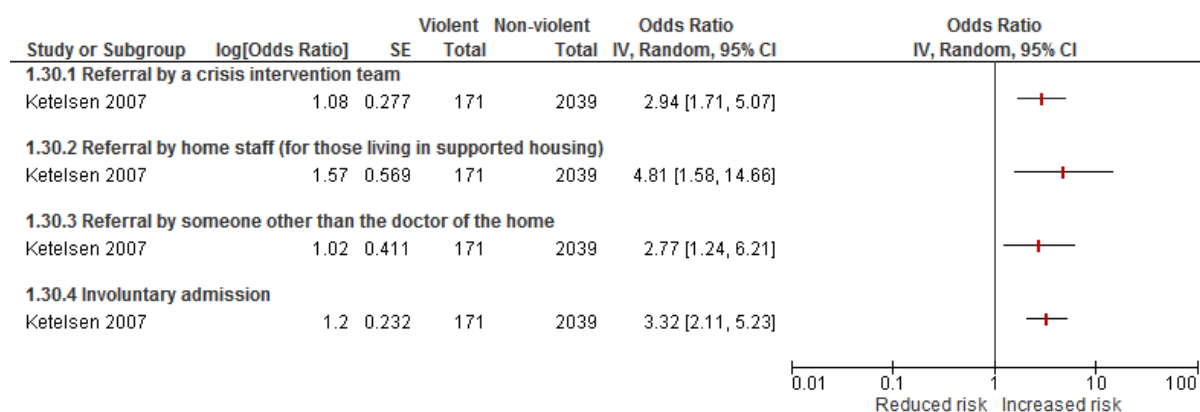 Violent Non-violent Odds Ratio Odds Ratio
Study or Subgroup log[Odds Ratio] SE Total Total IV, Random, 95% CI IV, Random, 95% CI
1.30.1 Referral by a crisis intervention team
Ketelsen 2007 1.08 0.277 171 2039 2.94 [1.71, 5.07]
1.30.2 Referral by home staff (for those living in supported housing)
Ketelsen 2007 1.57 0.569 171 2039 4.81 [1.58, 14.66]
1.30.3 Referral by someone other than the doctor of the home
Ketelsen 2007 1.02 0.411 171 2039 2.77 [1.24, 6.21]
1.30.4 Involuntary admission
Ketelsen 2007 1.2 0.232 171 2039 3.32 [2.11, 5.23]
0.01 0.1 1 10 100
Reduced risk Increased risk